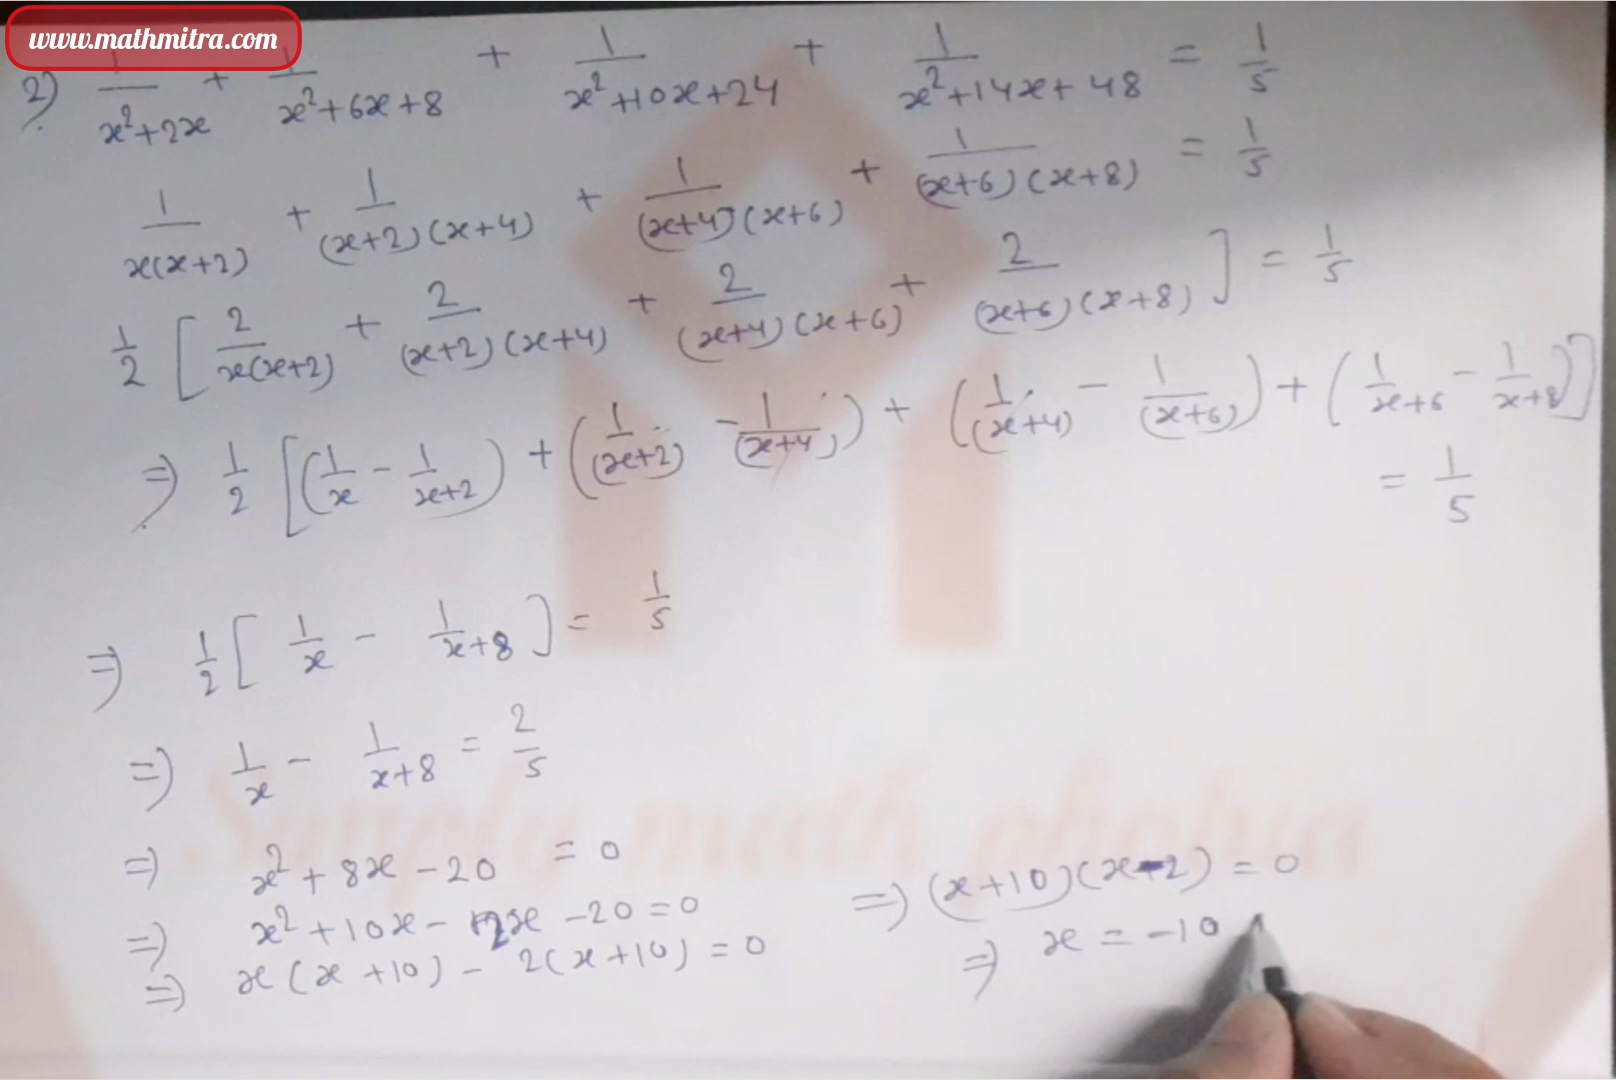 www.mathmitra.com
2) 1/(x²+2x) + 1/(x²+6x+8) + 1/(x²+10x+24) + 1/(x²+14x+48) = 1/5
1/(x(x+2)) + 1/((x+2)(x+4)) + 1/((x+4)(x+6)) + 1/((x+6)(x+8)) = 1/5
1/2 [ 2/(x(x+2)) + 2/((x+2)(x+4)) + 2/((x+4)(x+6)) + 2/((x+6)(x+8)) ] = 1/5
⇒ 1/2 [ (1/x − 1/(x+2)) + (1/(x+2) − 1/(x+4)) + (1/(x+4) − 1/(x+6)) + (1/(x+6) − 1/(x+8)) ]
= 1/5
⇒ 1/2 [ 1/x − 1/(x+8) ] = 1/5
⇒ 1/x − 1/(x+8) = 2/5
⇒ x² + 8x − 20 = 0
⇒ x² + 10x − 2x − 20 = 0
⇒ x(x+10) − 2(x+10) = 0
⇒ (x+10)(x−2) = 0
⇒ x = −10
Simply math phobia